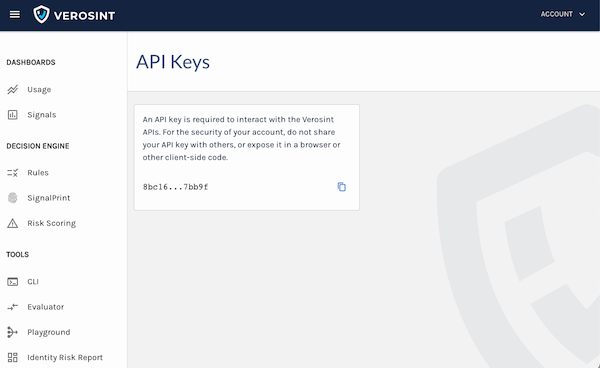 VEROSINT
ACCOUNT
DASHBOARDS
Usage
Signals
DECISION ENGINE
Rules
SignalPrint
Risk Scoring
TOOLS
CLI
Evaluator
Playground
Identity Risk Report
API Keys
An API key is required to interact with the Verosint
APIs. For the security of your account, do not share
your API key with others, or expose it in a browser or
other client-side code.
8bc16...7bb9f